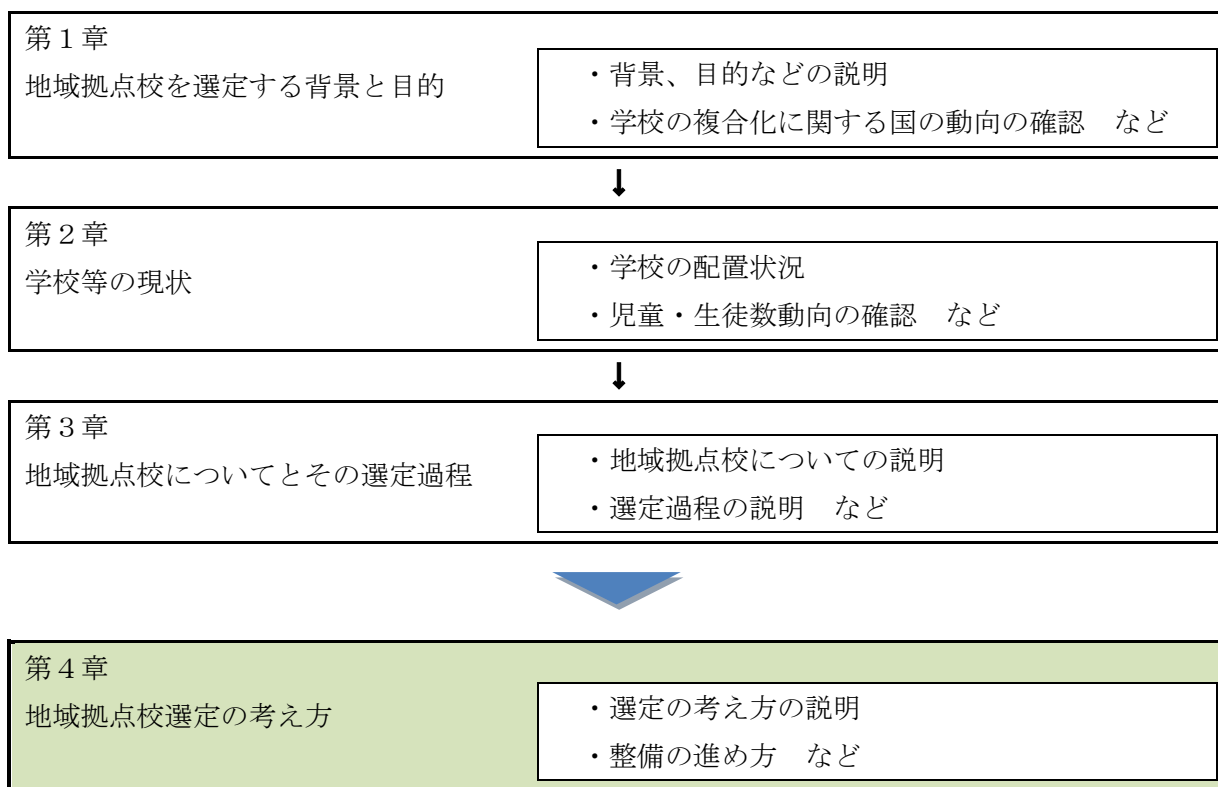 第１章
地域拠点校を選定する背景と目的
・背景、目的などの説明
・学校の複合化に関する国の動向の確認　など
↓
第２章
学校等の現状
・学校の配置状況
・児童・生徒数動向の確認　など
↓
第３章
地域拠点校についてとその選定過程
・地域拠点校についての説明
・選定過程の説明　など
第４章
地域拠点校選定の考え方
・選定の考え方の説明
・整備の進め方　など